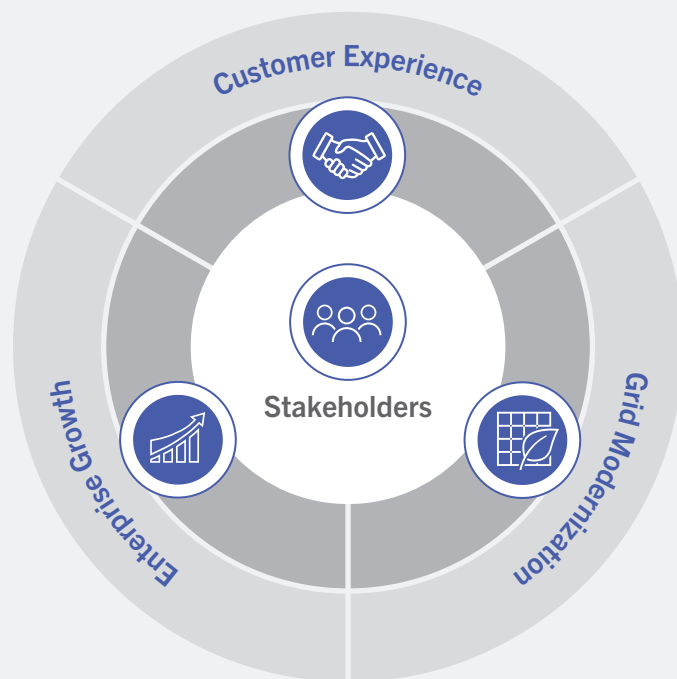 Customer Experience
Stakeholders
Enterprise Growth
Grid Modernization